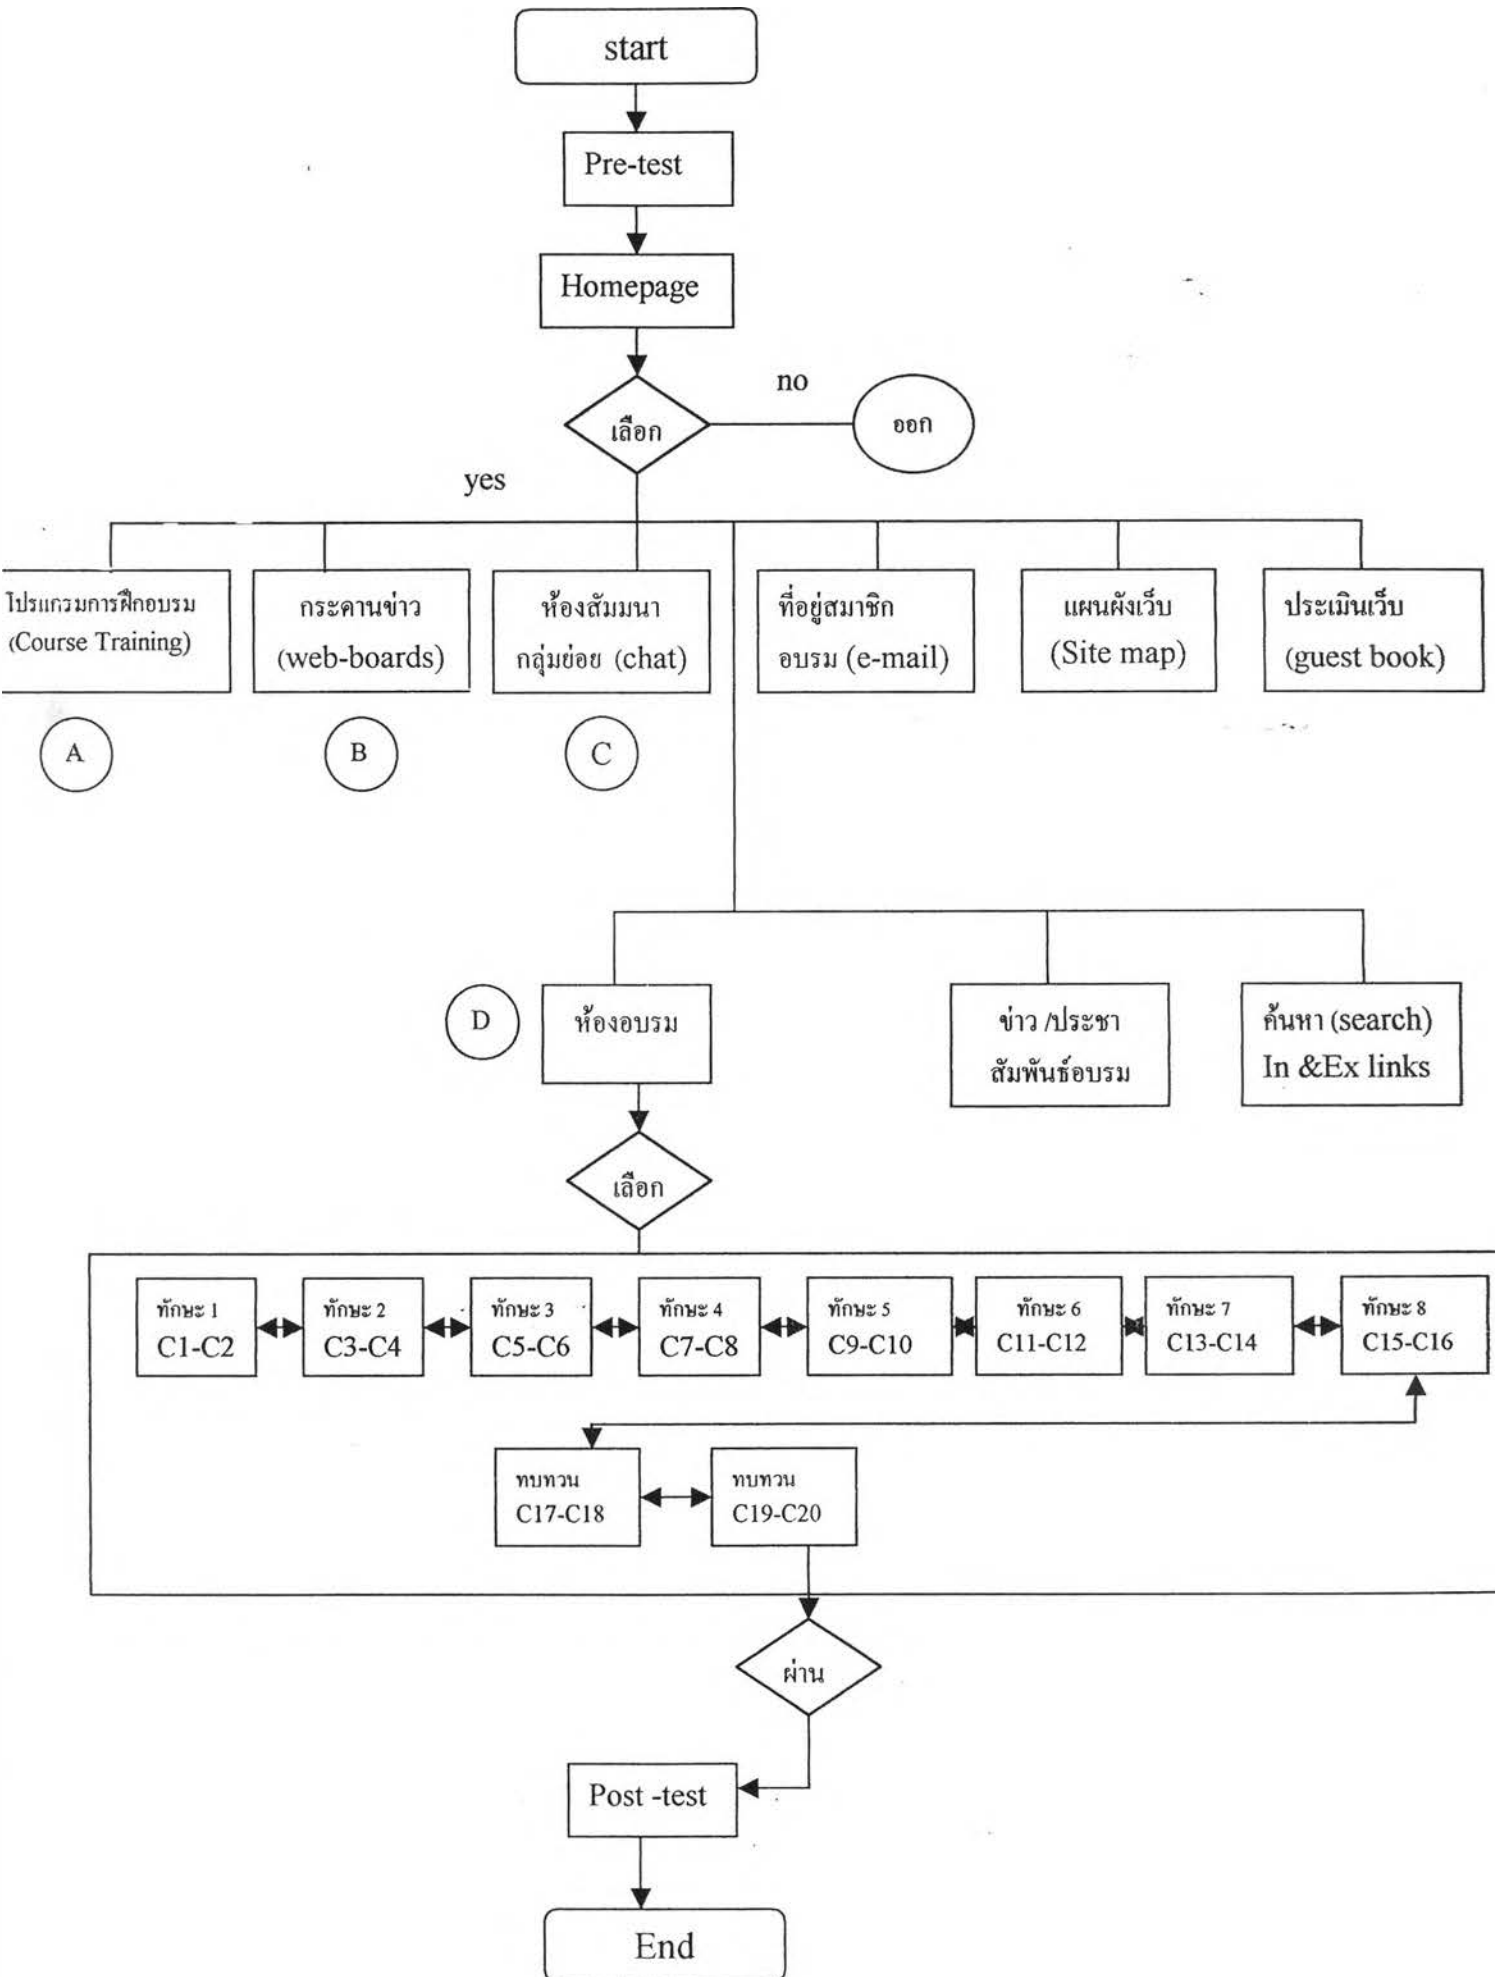 start
Pre-test
Homepage
no
เลือก
ออก
yes
โปรแกรมการฝึกอบรม
(Course Training)
กระดานข่าว
(web-boards)
ห้องสัมมนา
กลุ่มย่อย (chat)
ที่อยู่สมาชิก
อบรม (e-mail)
แผนผังเว็บ
(Site map)
ประเมินเว็บ
(guest book)
A
B
C
D
ห้องอบรม
ข่าว /ประชา
สัมพันธ์อบรม
ค้นหา (search)
In &Ex links
เลือก
ทักษะ 1
C1-C2
ทักษะ 2
C3-C4
ทักษะ 3
C5-C6
ทักษะ 4
C7-C8
ทักษะ 5
C9-C10
ทักษะ 6
C11-C12
ทักษะ 7
C13-C14
ทักษะ 8
C15-C16
ทบทวน
C17-C18
ทบทวน
C19-C20
ผ่าน
Post -test
End